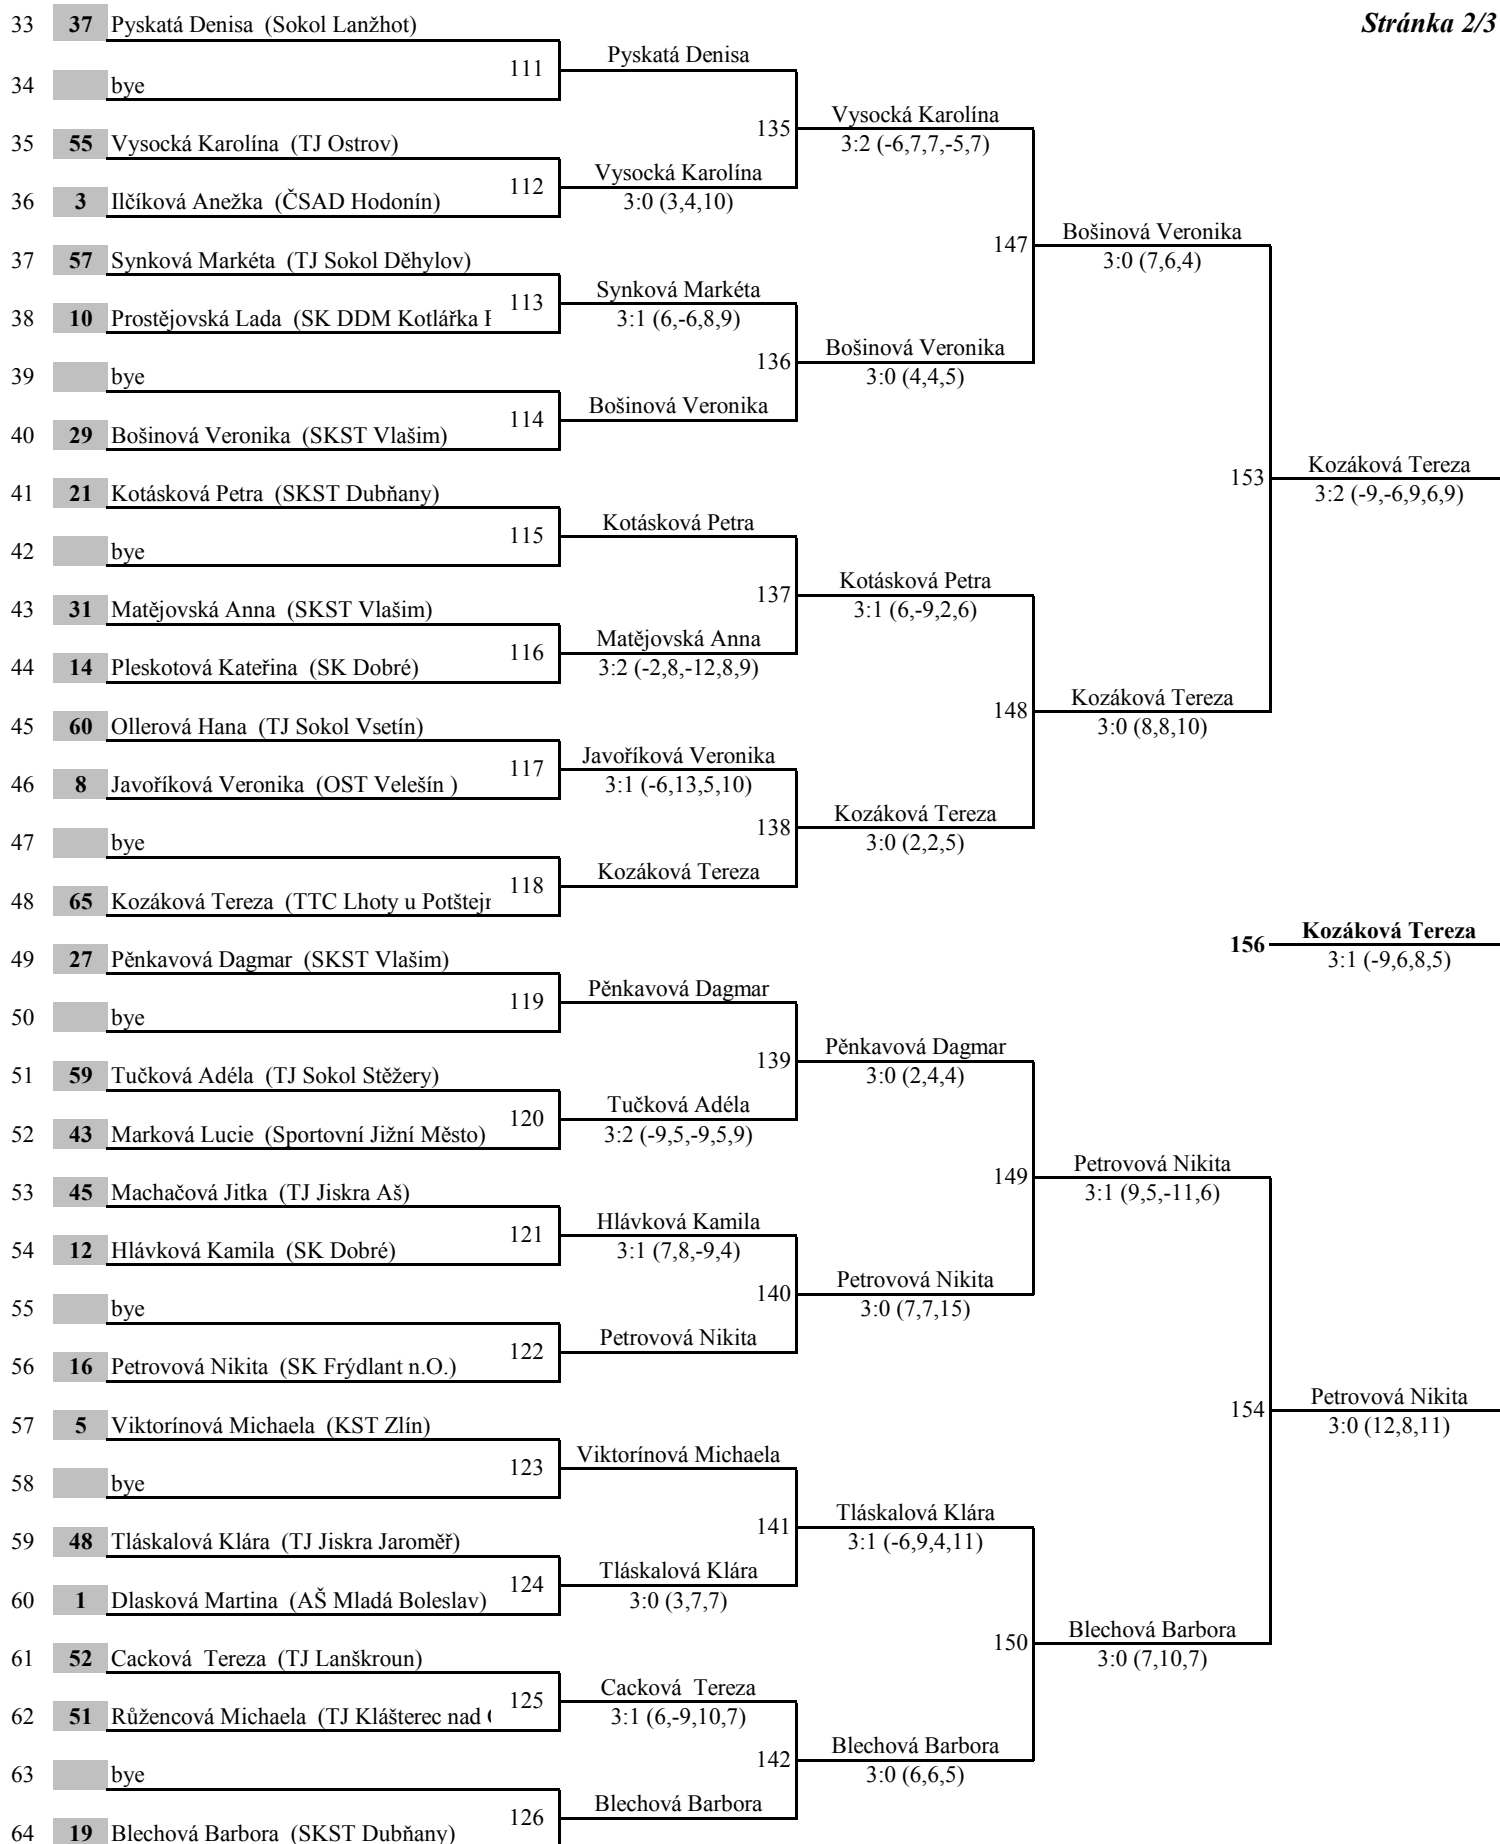 33 37 Pyskatá Denisa (Sokol Lanžhot)
Stránka 2/3
111 Pyskatá Denisa
34 bye
135 Vysocká Karolína
3:2 (-6,7,7,-5,7)
35 55 Vysocká Karolína (TJ Ostrov)
112 Vysocká Karolína
3:0 (3,4,10)
36 3 Ilčíková Anežka (ČSAD Hodonín)
147 Bošinová Veronika
3:0 (7,6,4)
37 57 Synková Markéta (TJ Sokol Děhylov)
113 Synková Markéta
3:1 (6,-6,8,9)
38 10 Prostějovská Lada (SK DDM Kotlářka
136 Bošinová Veronika
3:0 (4,4,5)
39 bye
114 Bošinová Veronika
40 29 Bošinová Veronika (SKST Vlašim)
153 Kozáková Tereza
3:2 (-9,-6,9,6,9)
41 21 Kotásková Petra (SKST Dubňany)
115 Kotásková Petra
42 bye
137 Kotásková Petra
3:1 (6,-9,2,6)
43 31 Matějovská Anna (SKST Vlašim)
116 Matějovská Anna
3:2 (-2,8,-12,8,9)
44 14 Pleskotová Kateřina (SK Dobré)
148 Kozáková Tereza
3:0 (8,8,10)
45 60 Ollerová Hana (TJ Sokol Vsetín)
117 Javoříková Veronika
3:1 (-6,13,5,10)
46 8 Javoříková Veronika (OST Velešín )
138 Kozáková Tereza
3:0 (2,2,5)
47 bye
118 Kozáková Tereza
48 65 Kozáková Tereza (TTC Lhoty u
156 Kozáková Tereza
3:1 (-9,6,8,5)
49 27 Pěnkavová Dagmar (SKST Vlašim)
119 Pěnkavová Dagmar
50 bye
139 Pěnkavová Dagmar
3:0 (2,4,4)
51 59 Tučková Adéla (TJ Sokol Stěžery)
120 Tučková Adéla
3:2 (-9,5,-9,5,9)
52 43 Marková Lucie (Sportovní Jižní Město)
149 Petrovová Nikita
3:1 (9,5,-11,6)
53 45 Machačová Jitka (TJ Jiskra Aš)
121 Hlávková Kamila
3:1 (7,8,-9,4)
54 12 Hlávková Kamila (SK Dobré)
140 Petrovová Nikita
3:0 (7,7,15)
55 bye
122 Petrovová Nikita
56 16 Petrovová Nikita (SK Frýdlant n.O.)
154 Petrovová Nikita
3:0 (12,8,11)
57 5 Viktorínová Michaela (KST Zlín)
123 Viktorínová Michaela
58 bye
141 Tláskalová Klára
3:1 (-6,9,4,11)
59 48 Tláskalová Klára (TJ Jiskra Jaroměř)
124 Tláskalová Klára
3:0 (3,7,7)
60 1 Dlasková Martina (AŠ Mladá Boleslav)
150 Blechová Barbora
3:0 (7,10,7)
61 52 Cacková Tereza (TJ Lanškroun)
125 Cacková Tereza
3:1 (6,-9,10,7)
62 51 Růžencová Michaela (TJ Klášterec nad
142 Blechová Barbora
3:0 (6,6,5)
63 bye
126 Blechová Barbora
64 19 Blechová Barbora (SKST Dubňany)